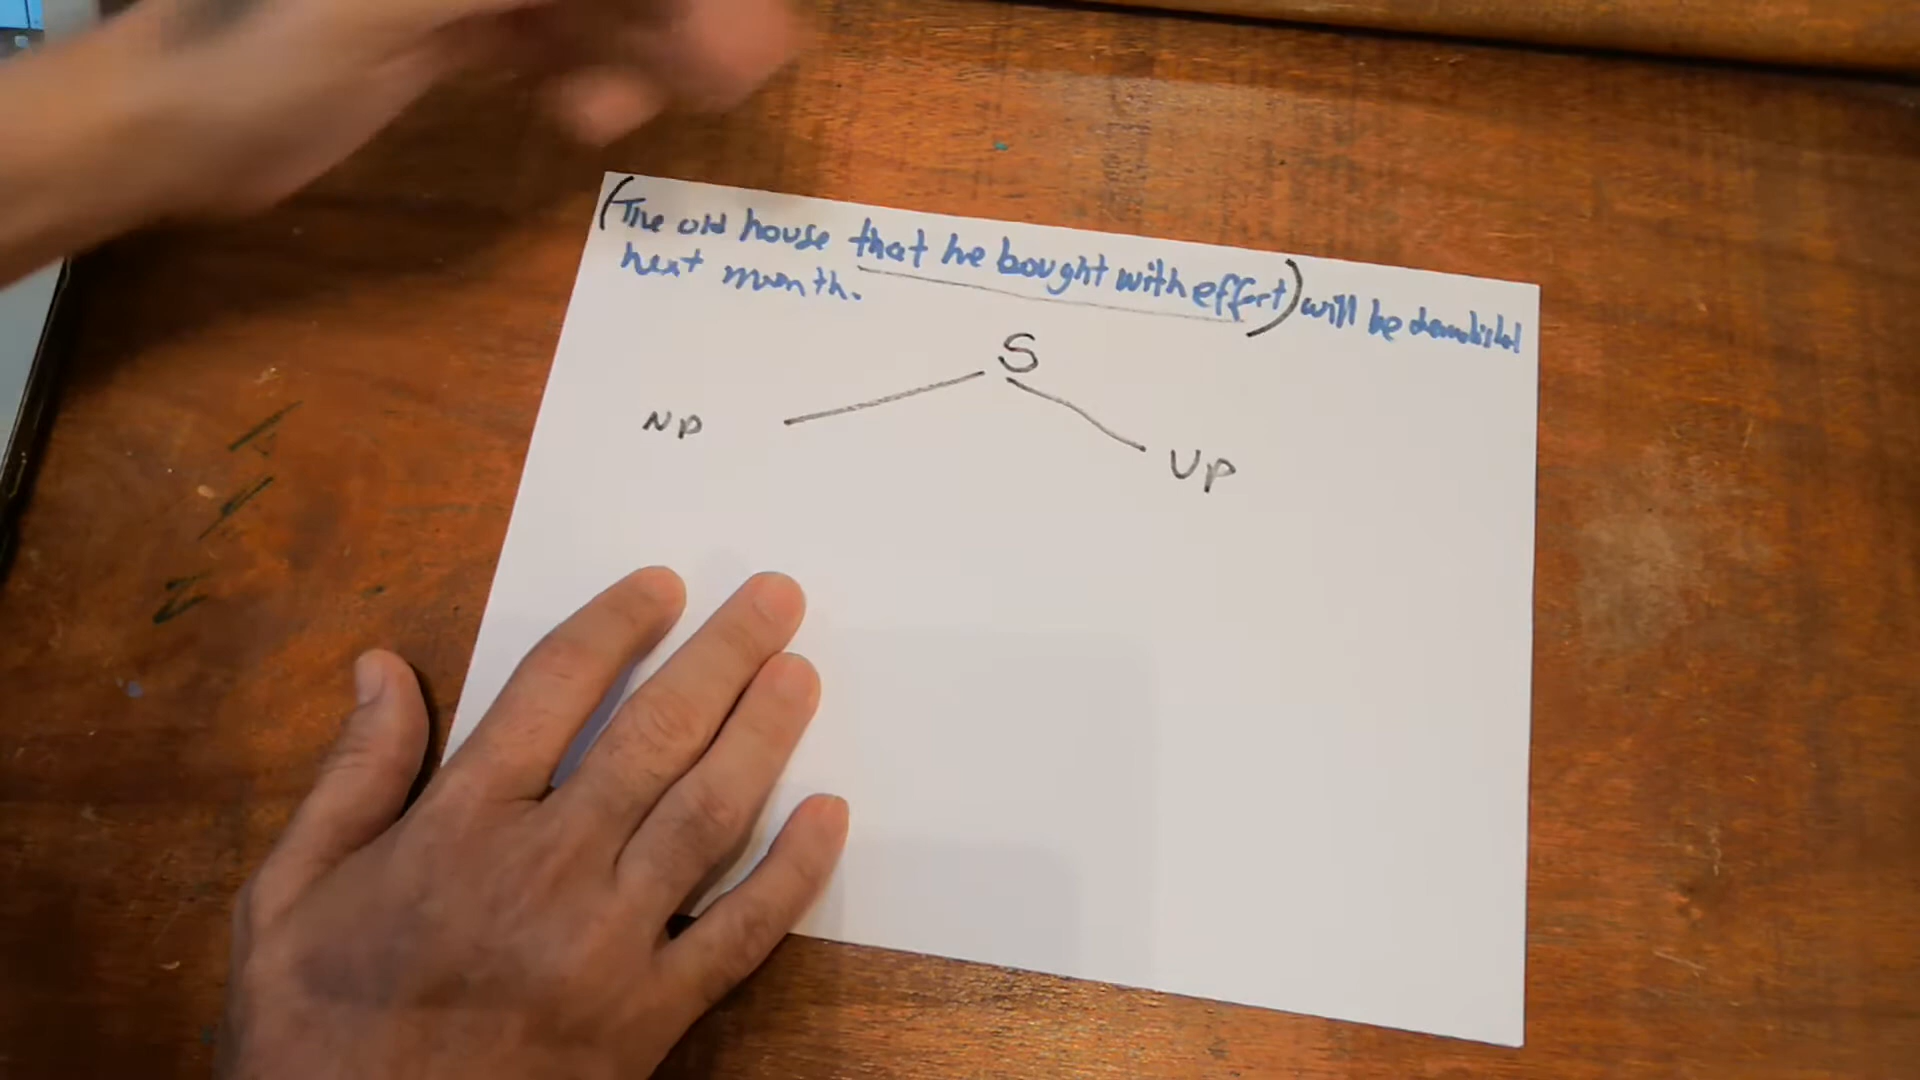 (The old house that he bought with effort) will be demolished
next month.
S
NP
VP